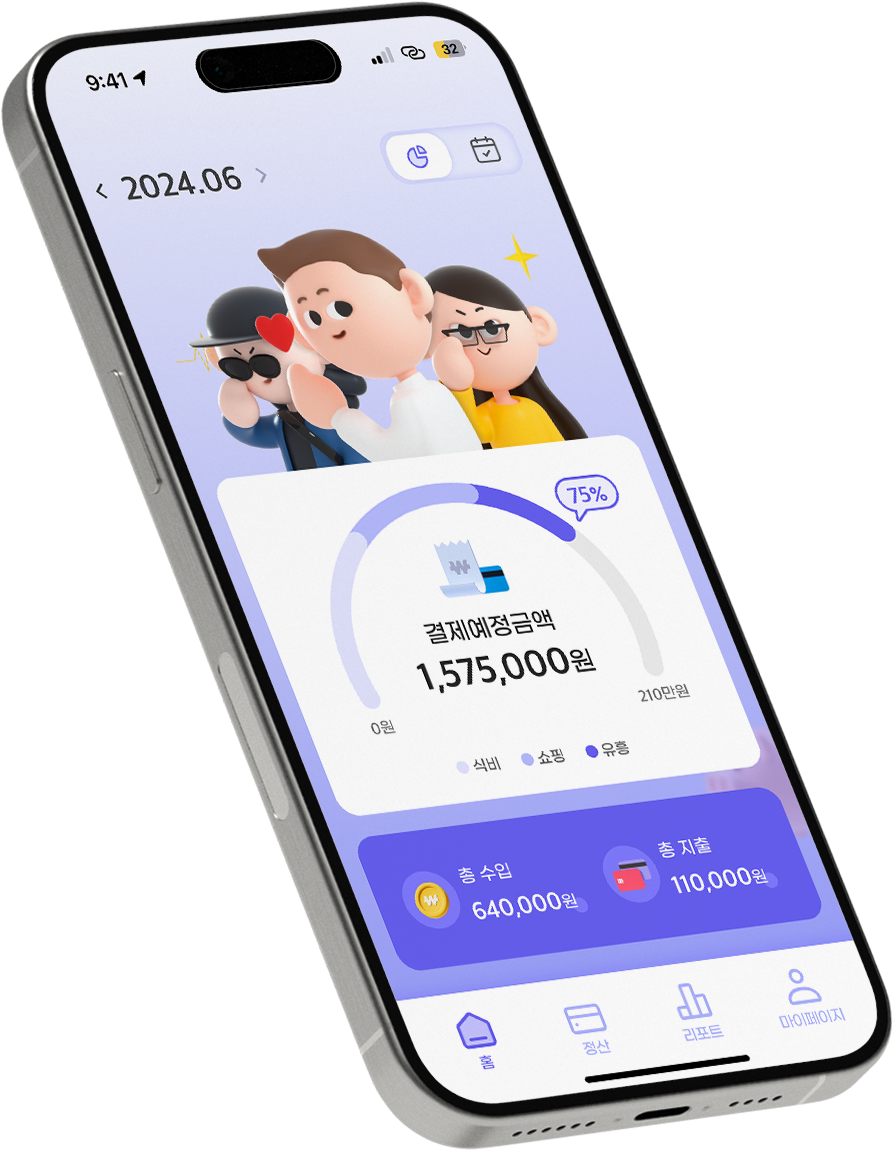 9:41
32
2024.06
75%
결제예정금액
1,575,000원
0원
210만원
식비
쇼핑
유흥
총 수입
640,000원
총 지출
110,000원
홈
정산
리포트
마이페이지